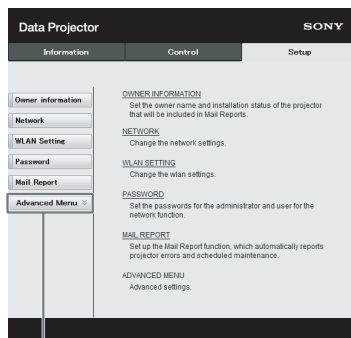 Data Projector
SONY
Information
Control
Setup
Owner information
Network
WLAN Setting
Password
Mail Report
Advanced Menu
OWNER INFORMATION
Set the owner name and installation status of the projector
that will be included in Mail Reports.
NETWORK
Change the network settings.
WLAN SETTING
Change the wlan settings.
PASSWORD
Set the passwords for the administrator and user for the
network function.
MAIL REPORT
Set up the Mail Report function, which automatically reports
projector errors and scheduled maintenance.
ADVANCED MENU
Advanced settings.